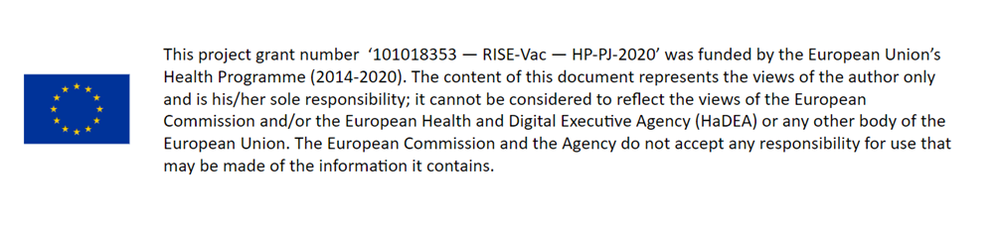 This project grant number  ‘101018353 — RISE-Vac — HP-PJ-2020’ was funded by the European Union’s
Health Programme (2014-2020). The content of this document represents the views of the author only
and is his/her sole responsibility; it cannot be considered to reflect the views of the European
Commission and/or the European Health and Digital Executive Agency (HaDEA) or any other body of the
European Union. The European Commission and the Agency do not accept any responsibility for use that
may be made of the information it contains.